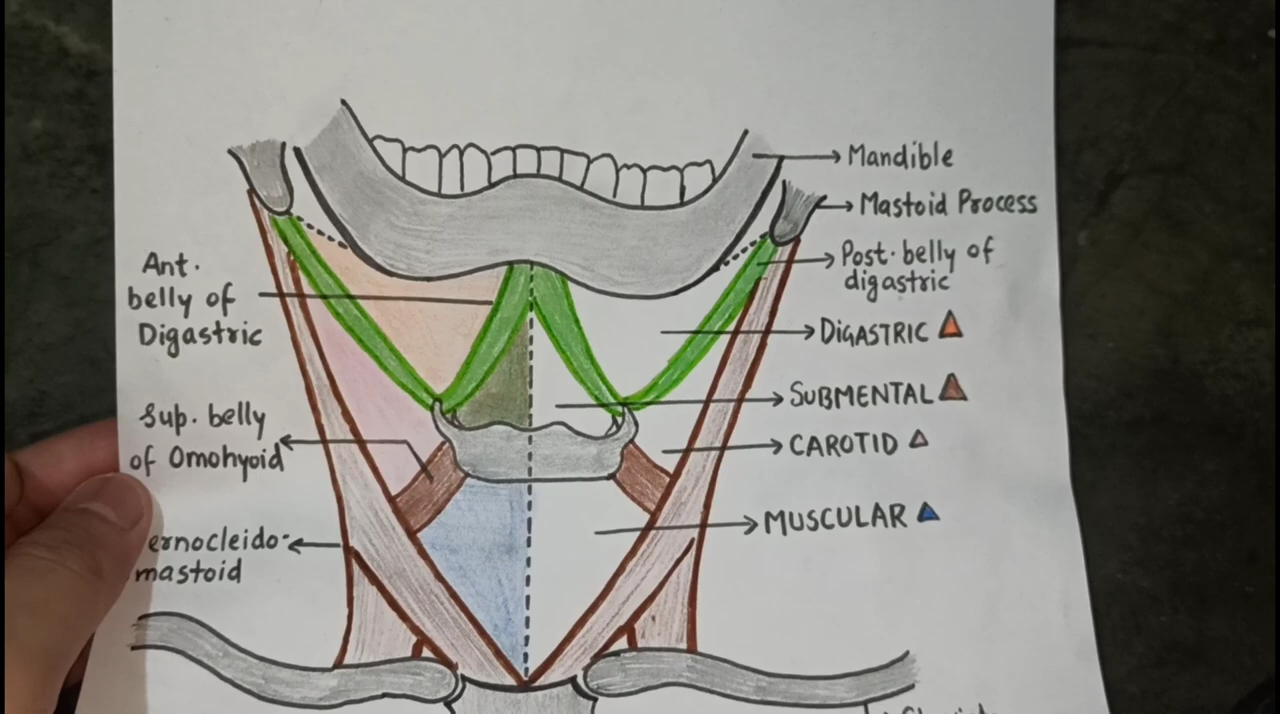 Mandible
Mastoid Process
Post. belly of
digastric
Ant.
belly of
Digastric
DIGASTRIC
SUBMENTAL
CAROTID
Sup. belly
of Omohyoid
MUSCULAR
ernocleido-
mastoid